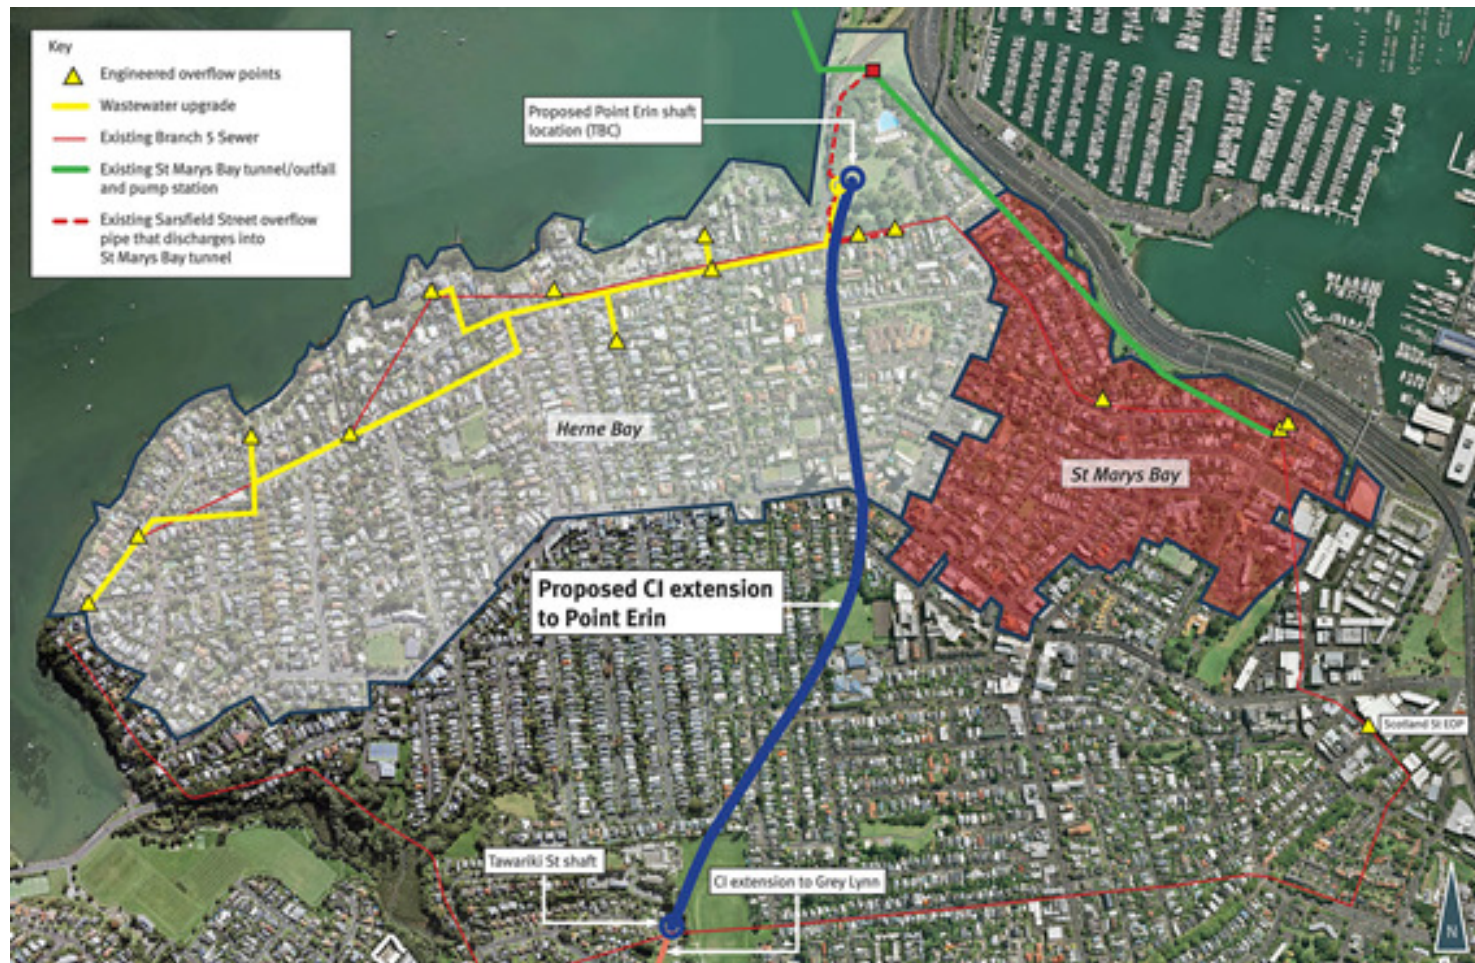 Key
Engineered overflow points
Wastewater upgrade
Existing Branch 5 Sewer
Existing St Marys Bay tunnel/outfall
and pump station
Existing Sarsfield Street overflow
pipe that discharges into
St Marys Bay tunnel
Proposed Point Erin shaft
location (TBC)
Herne Bay
St Marys Bay
Proposed CI extension
to Point Erin
Scotland St EOP
Tawariki St shaft
CI extension to Grey Lynn
N